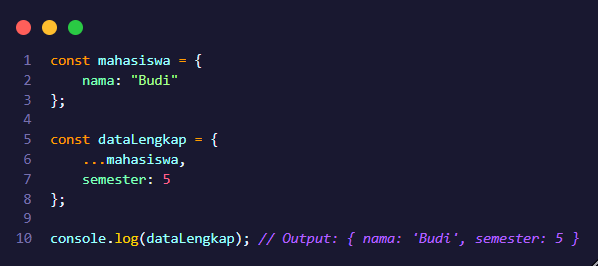 1 const mahasiswa = {
2     nama: "Budi"
3 };
4
5 const dataLengkap = {
6     ...mahasiswa,
7     semester: 5
8 };
9
10 console.log(dataLengkap); // Output: { nama: 'Budi', semester: 5 }